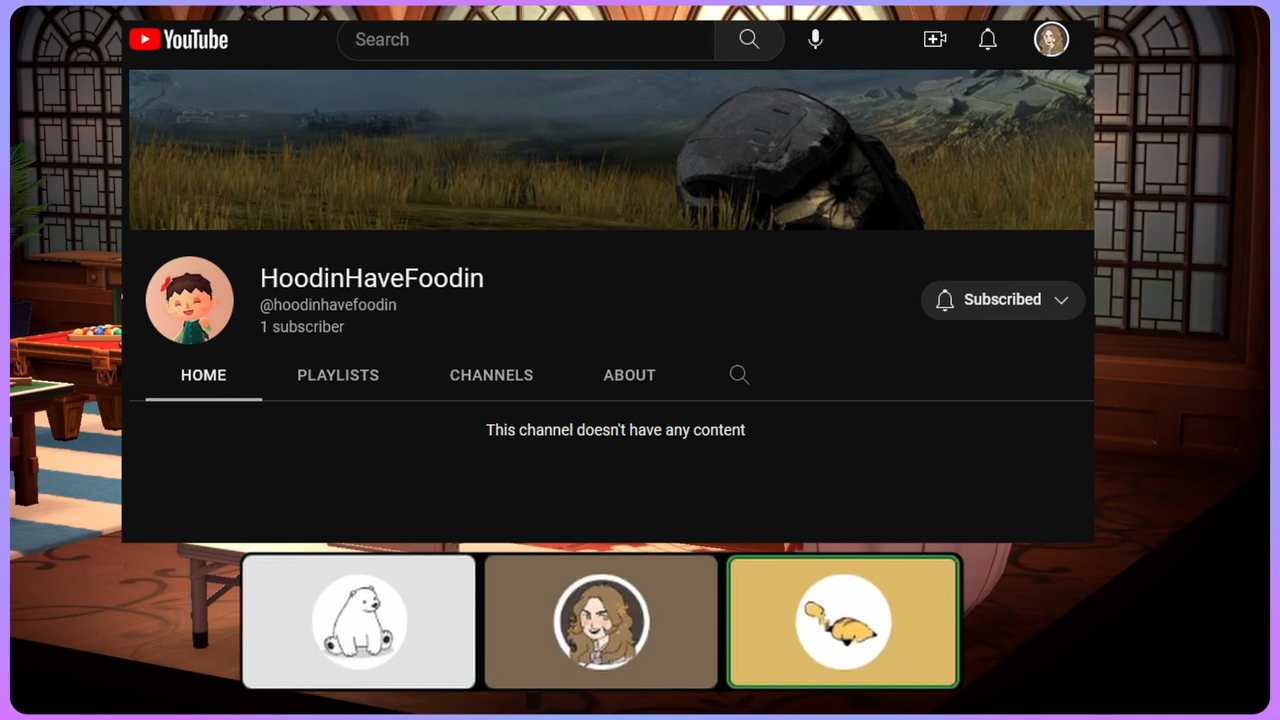 YouTube
Search
HoodinHaveFoodin
@hoodinhavefoodin
1 subscriber
Subscribed
HOME PLAYLISTS CHANNELS ABOUT
This channel doesn't have any content